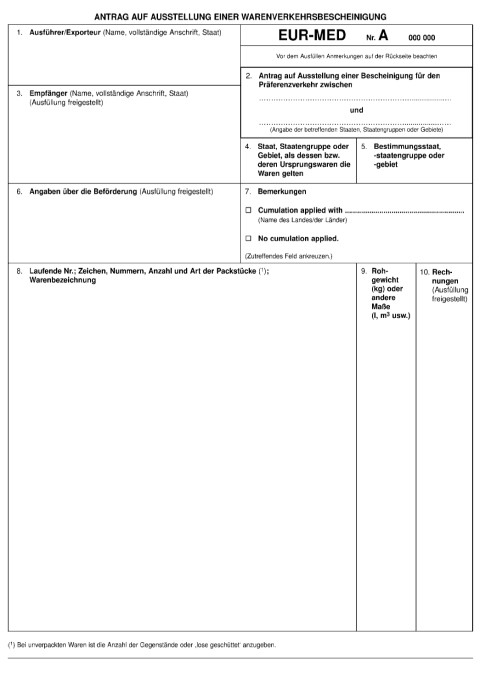 ANTRAG AUF AUSSTELLUNG EINER WARENVERKEHRSBESCHEINIGUNG
1. Ausführer/Exporteur (Name, vollständige Anschrift, Staat)
EUR-MED Nr. A 000 000
Vor dem Ausfüllen Anmerkungen auf der Rückseite beachten
2. Antrag auf Ausstellung einer Bescheinigung für den
Präferenzverkehr zwischen
................................................................
und
................................................................
(Angabe der betreffenden Staaten, Staatengruppen oder Gebiete)
3. Empfänger (Name, vollständige Anschrift, Staat)
(Ausfüllung freigestellt)
4. Staat, Staatengruppe oder
Gebiet, als dessen bzw.
deren Ursprungswaren die
Waren gelten
5. Bestimmungsstaat,
-staatengruppe oder
-gebiet
6. Angaben über die Beförderung (Ausfüllung freigestellt)
7. Bemerkungen
☐ Cumulation applied with ........................................................
(Name des Landes/der Länder)
☐ No cumulation applied.
(Zutreffendes Feld ankreuzen.)
8. Laufende Nr.; Zeichen, Nummern, Anzahl und Art der Packstücke (¹);
Warenbezeichnung
9. Roh-
gewicht
(kg) oder
andere
Maße
(l, m³ usw.)
10. Rech-
nungen
(Ausfüllung
freigestellt)
(¹) Bei unverpackten Waren ist die Anzahl der Gegenstände oder ‚lose geschüttet‘ anzugeben.